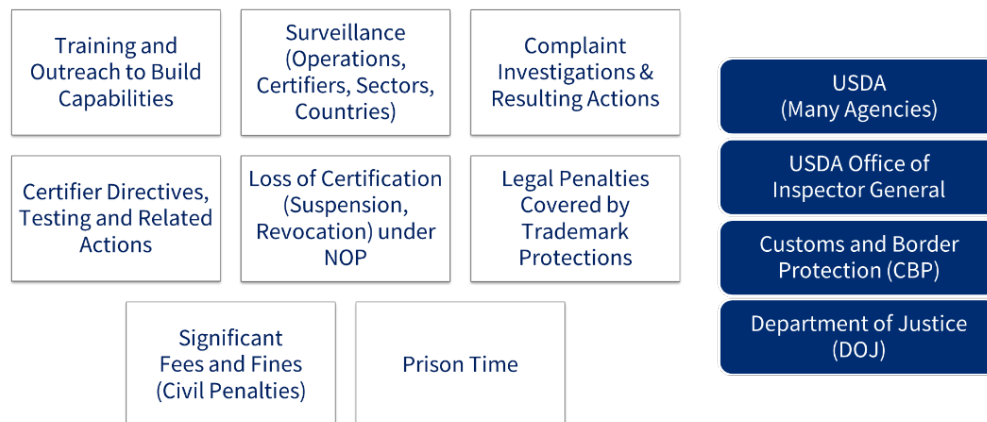 Training and
Outreach to Build
Capabilities
Surveillance
(Operations,
Certifiers, Sectors,
Countries)
Complaint
Investigations &
Resulting Actions
Certifier Directives,
Testing and Related
Actions
Loss of Certification
(Suspension,
Revocation) under
NOP
Legal Penalties
Covered by
Trademark
Protections
Significant
Fees and Fines
(Civil Penalties)
Prison Time
USDA
(Many Agencies)
USDA Office of
Inspector General
Customs and Border
Protection (CBP)
Department of Justice
(DOJ)